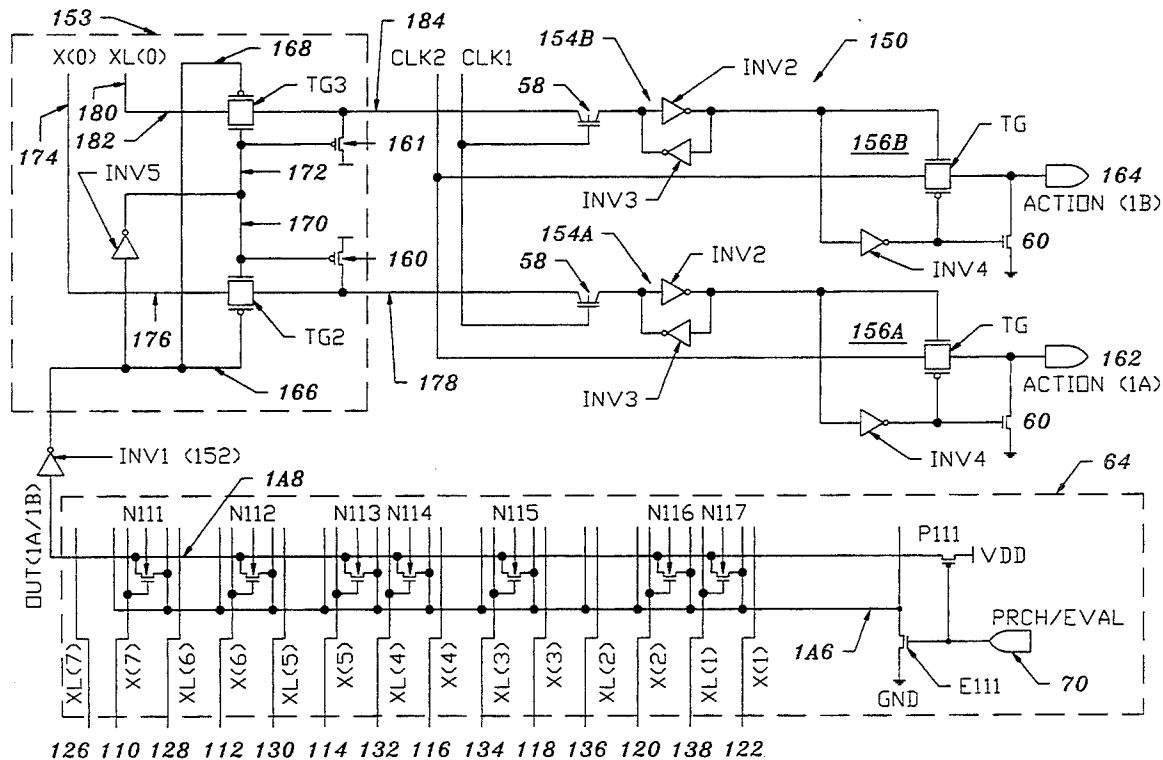 153
X(0) XL(0)
168
184
CLK2 CLK1
154B
INV2
150
TG3
58
180
182
174
161
156B
TG
164
ACTION (1B)
INV5
172
INV3
170
154A
INV2
60
INV4
160
58
156A
TG
176
TG2
178
162
ACTION (1A)
166
INV3
60
INV4
INV1 (152)
64
1A8
OUT(1A/1B)
N111
N112
N113 N114
N115
N116 N117
P111
VDD
PRCH/EVAL
1A6
XL(7)
X(7)
XL(6)
X(6)
XL(5)
X(5)
XL(4)
X(4)
XL(3)
X(3)
XL(2)
X(2)
XL(1)
X(1)
GND
E111
70
126 110 128 112 130 114 132 116 134 118 136 120 138 122